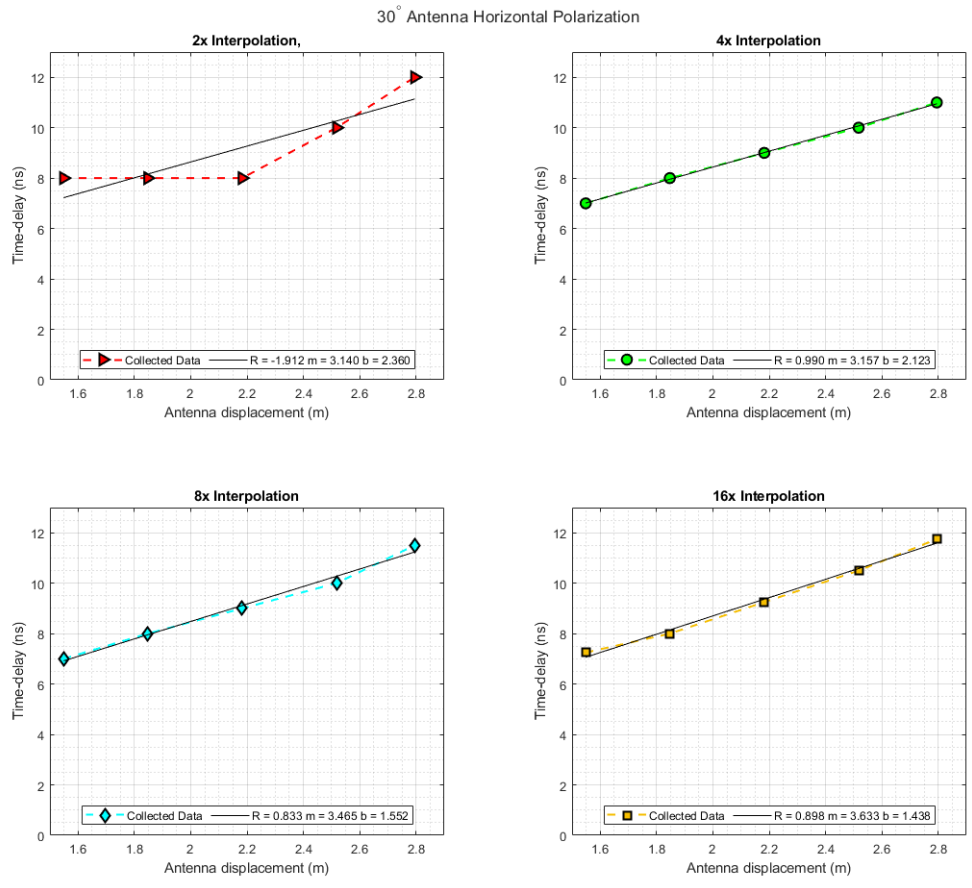 30° Antenna Horizontal Polarization
2x Interpolation,
12
10
8
6
4
2
0
Time-delay (ns)
Collected Data R = -1.912 m = 3.140 b = 2.360
1.6 1.8 2 2.2 2.4 2.6 2.8
Antenna displacement (m)
4x Interpolation
12
10
8
6
4
2
0
Time-delay (ns)
Collected Data R = 0.990 m = 3.157 b = 2.123
1.6 1.8 2 2.2 2.4 2.6 2.8
Antenna displacement (m)
8x Interpolation
12
10
8
6
4
2
0
Time-delay (ns)
Collected Data R = 0.833 m = 3.465 b = 1.552
1.6 1.8 2 2.2 2.4 2.6 2.8
Antenna displacement (m)
16x Interpolation
12
10
8
6
4
2
0
Time-delay (ns)
Collected Data R = 0.898 m = 3.633 b = 1.438
1.6 1.8 2 2.2 2.4 2.6 2.8
Antenna displacement (m)